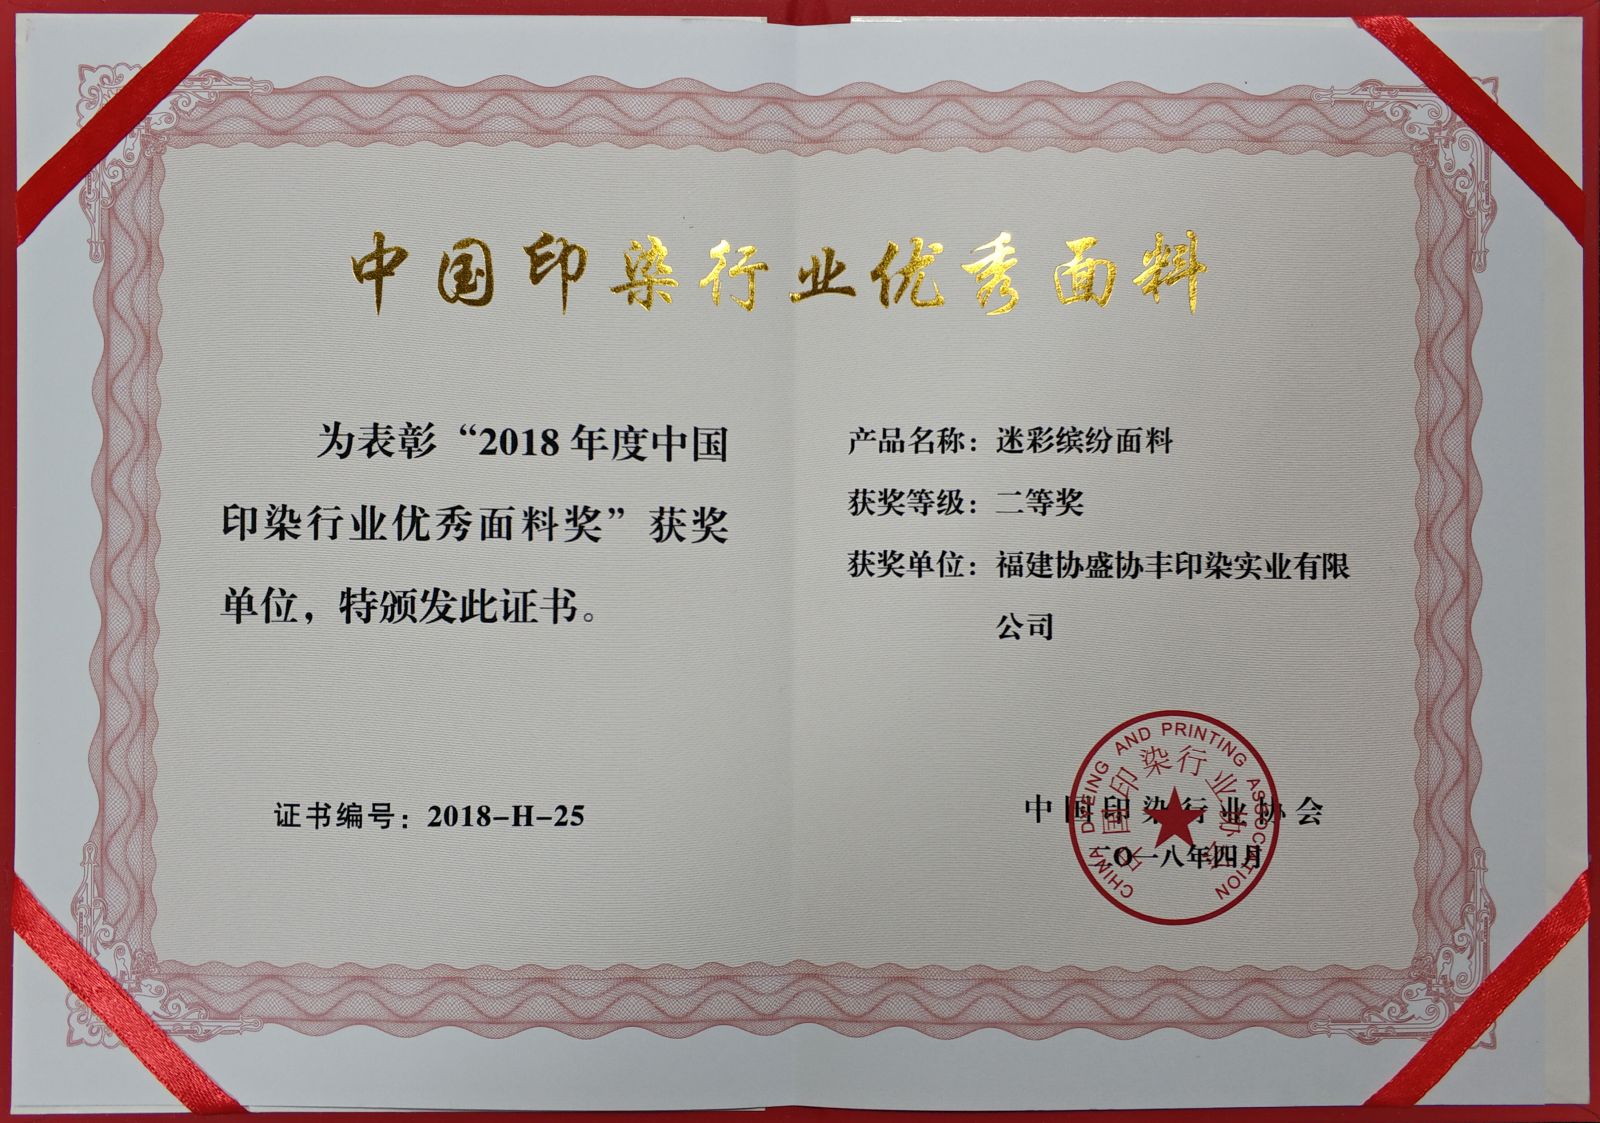 中国印染行业优秀面料
为表彰“2018年度中国
印染行业优秀面料奖”获奖
单位，特颁发此证书。
证书编号：2018-H-25
产品名称：迷彩缤纷面料
获奖等级：二等奖
获奖单位：福建协盛协丰印染实业有限
公司
中国印染行业协会
二〇一八年四月
CHINA DYEING AND PRINTING ASSOCIATION
中国印染行业协会